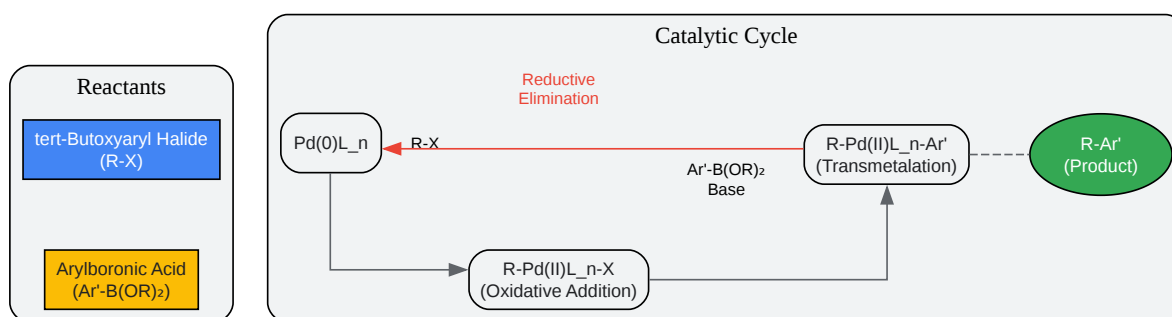 Reactants
tert-Butoxyaryl Halide
(R-X)
Arylboronic Acid
(Ar'-B(OR)₂)
Catalytic Cycle
Reductive
Elimination
Pd(0)L_n
R-X
Ar'-B(OR)₂
Base
R-Pd(II)L_n-Ar'
(Transmetalation)
R-Ar'
(Product)
R-Pd(II)L_n-X
(Oxidative Addition)